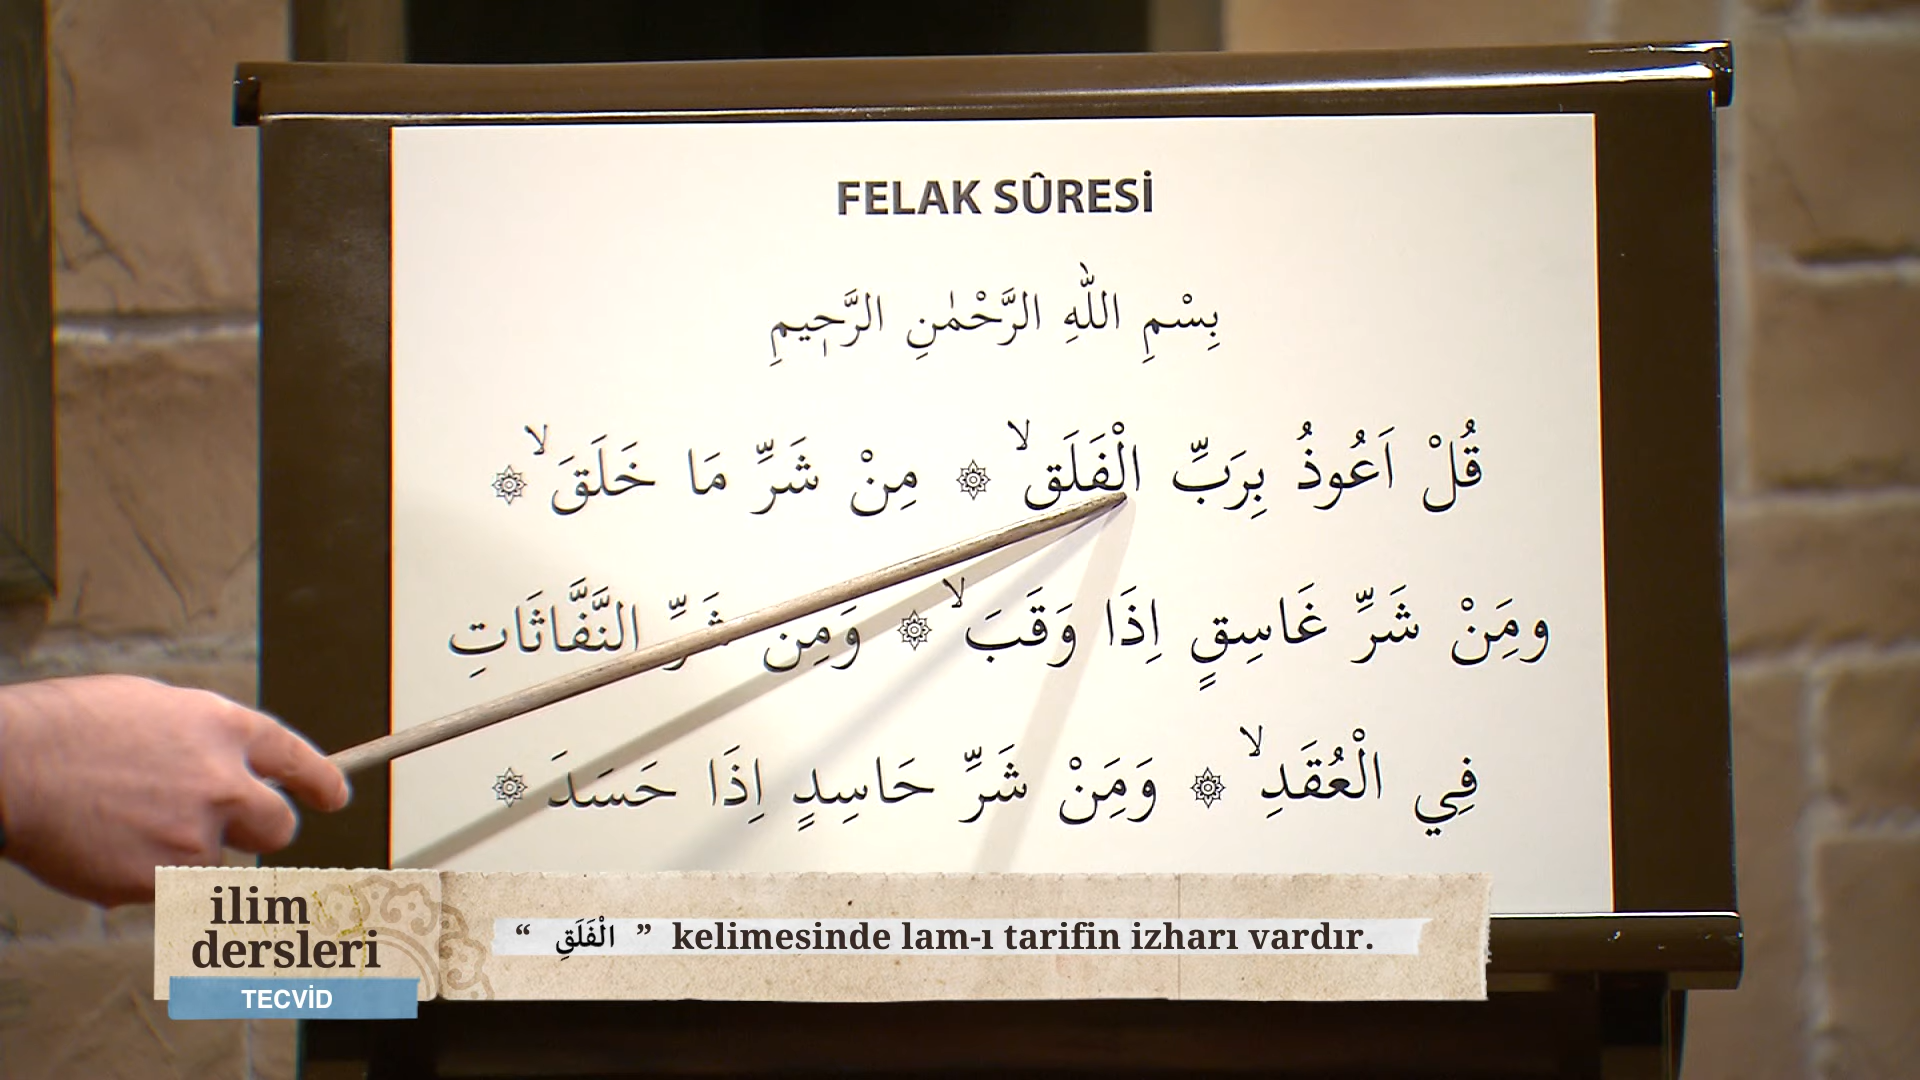 FELAK SÛRESİ
بِسْمِ اللّٰهِ الرَّحْمٰنِ الرَّحٖيمِ
قُلْ اَعُوذُ بِرَبِّ الْفَلَقِۙ ۞ مِنْ شَرِّ مَا خَلَقَۙ ۞
ومَِنْ شَرِّ غَاسِقٍ اِذَا وَقَبَۙ ۞ وَمِن شَرِّ النَّفَّاثَاتِ
فِي الْعُقَدِۙ ۞ وَمَِنْ شَرِّ حَاسِدٍ اِذَا حَسَدَ ۞
ilim
dersleri
TECVİD
“ الْفَلَقِ ” kelimesinde lam-ı tarifin izharı vardır.